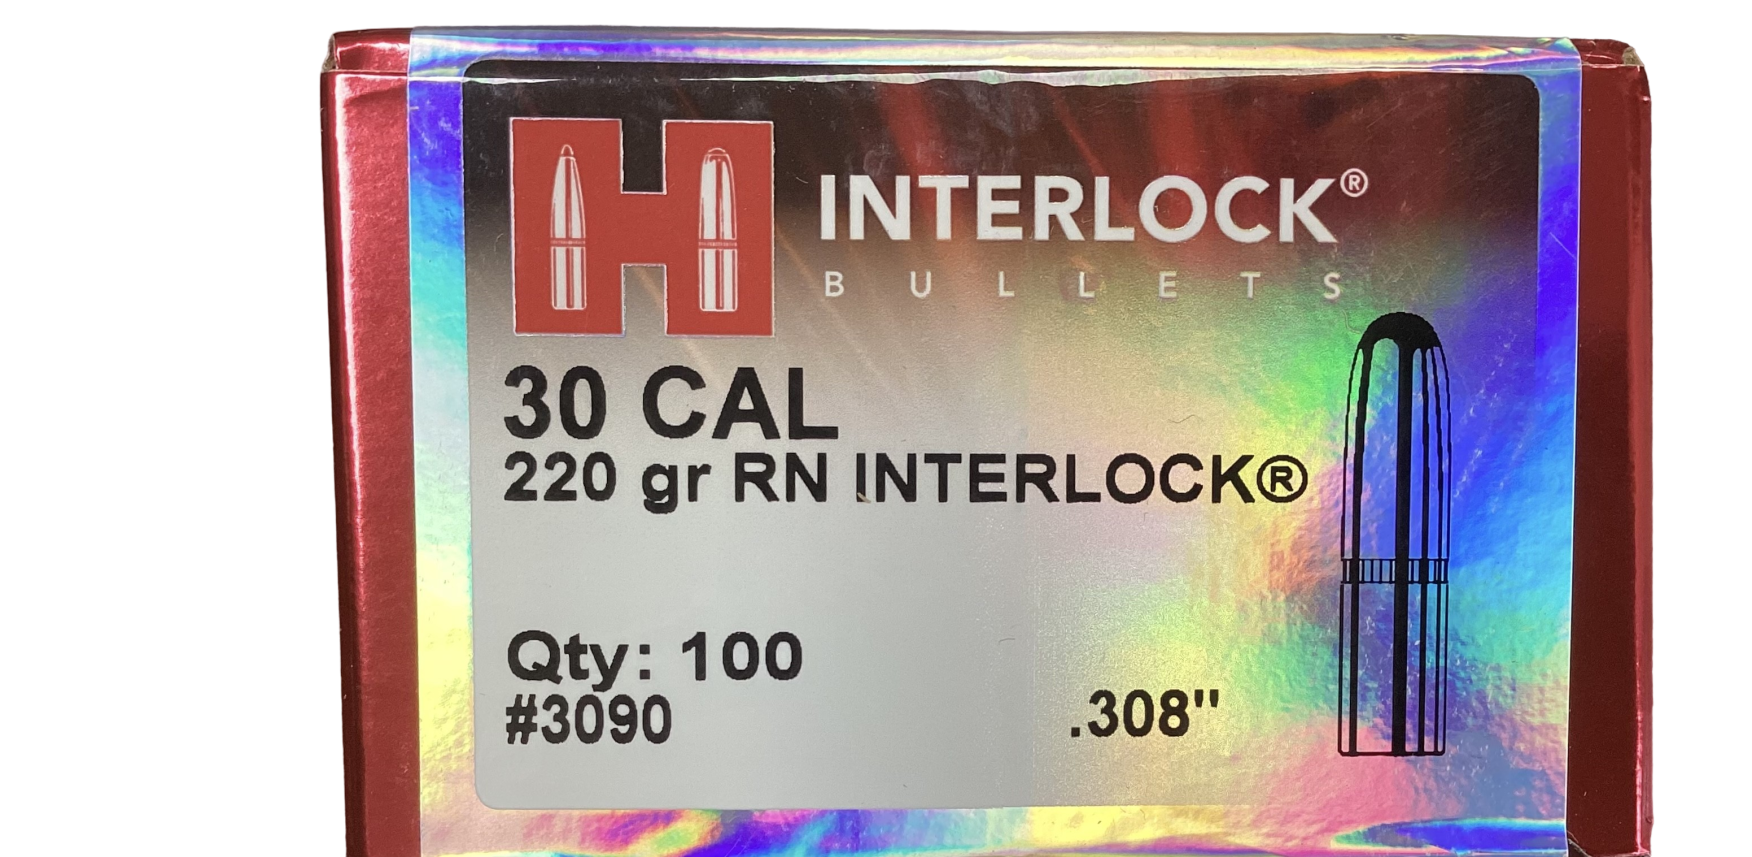 H
INTERLOCK®
BULLETS
30 CAL
220 gr RN INTERLOCK®
Qty: 100
#3090
.308"